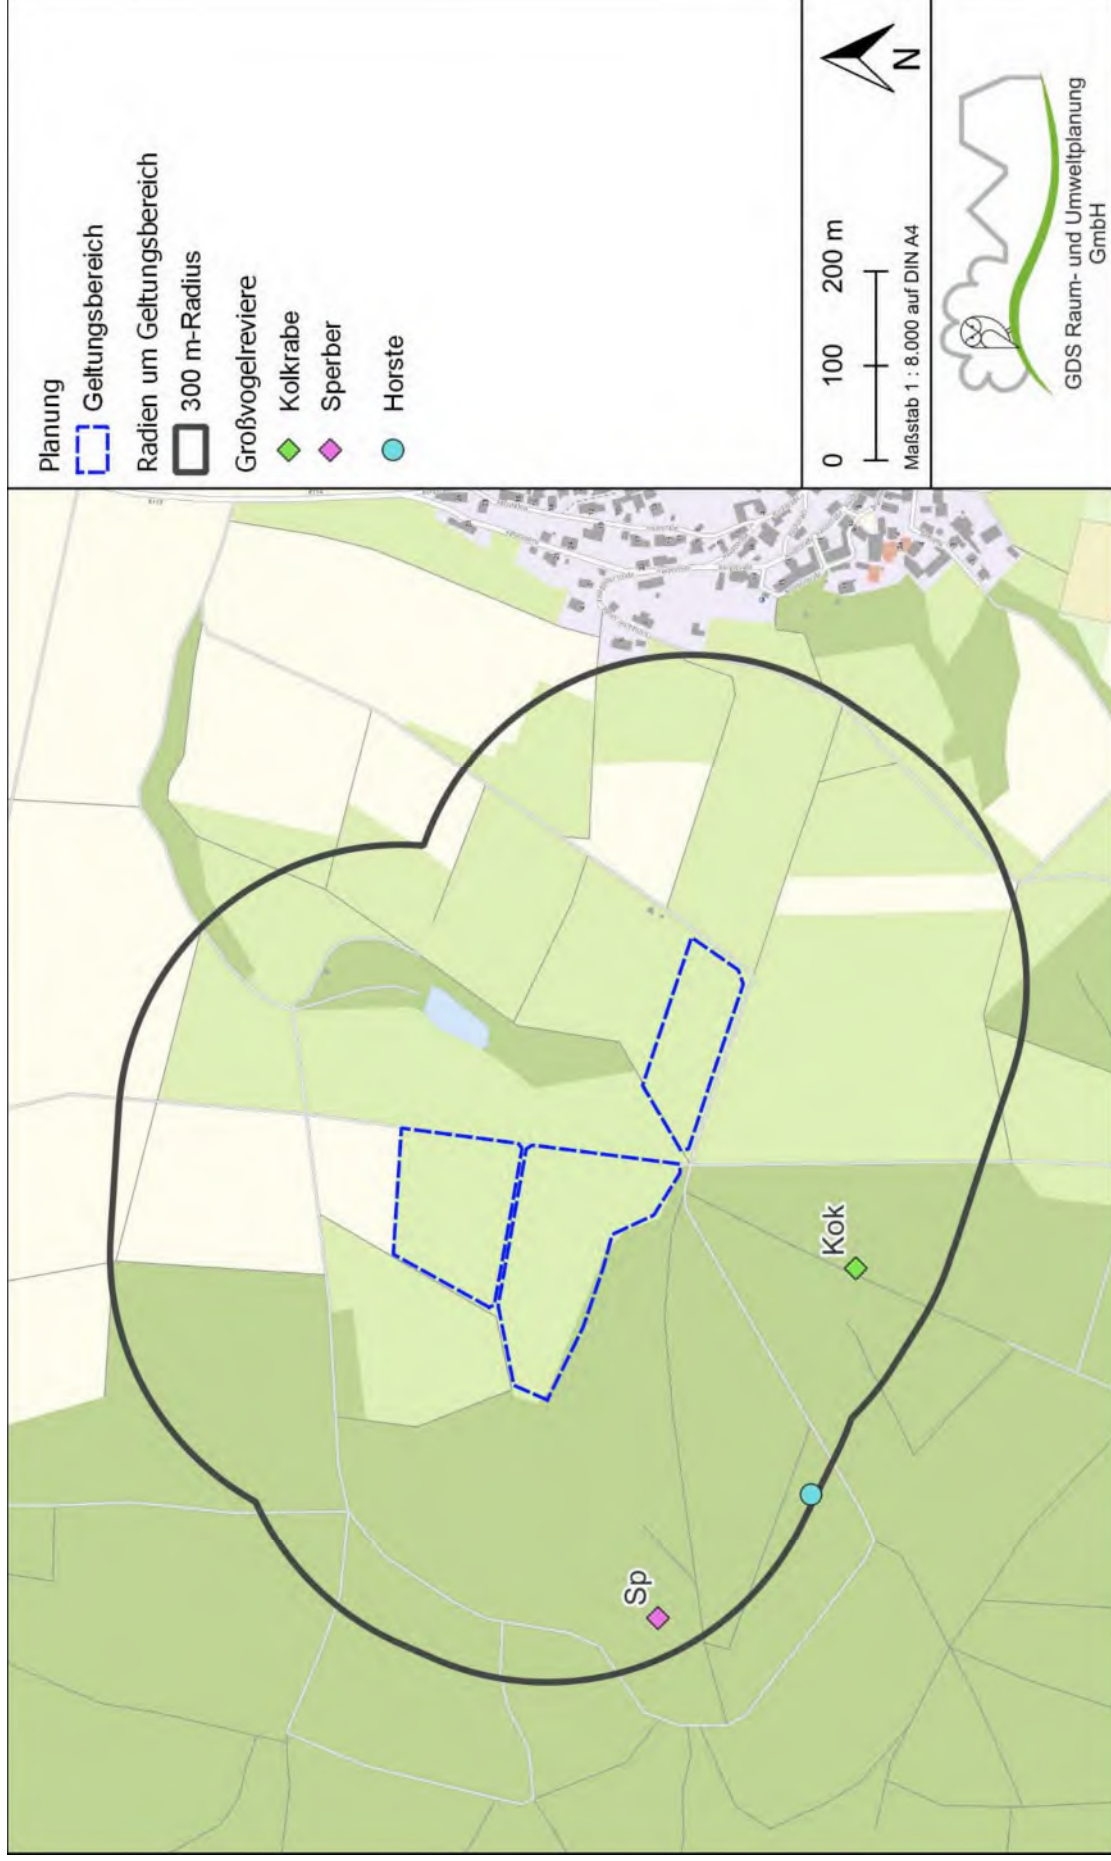 Planung
Geltungsbereich
Radien um Geltungsbereich
300 m-Radius
Großvogelreviere
Kolkrabe
Sperber
Horste
0 100 200 m
Maßstab 1 : 8.000 auf DIN A4
N
GDS Raum- und Umweltplanung
GmbH
Sp
Kok